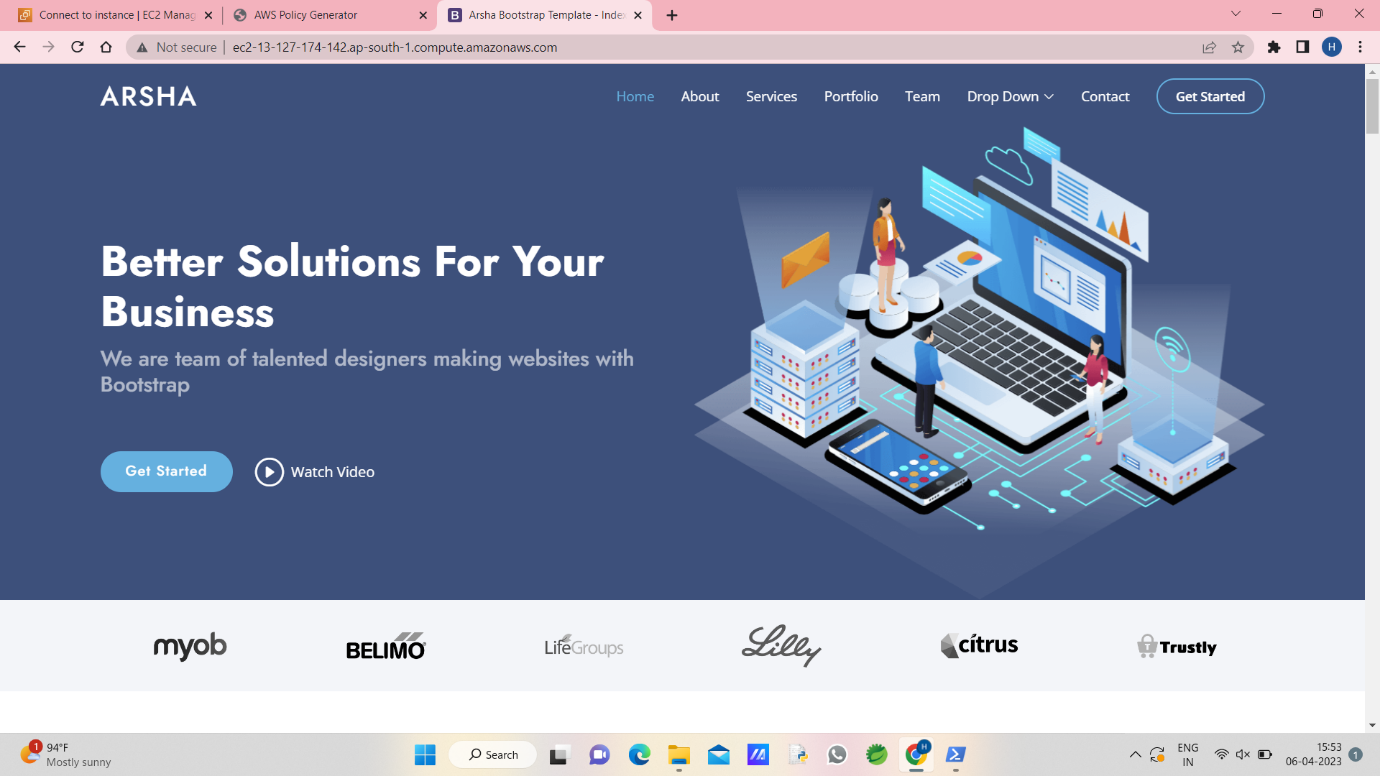 Connect to instance | EC2 Manag
AWS Policy Generator
Arsha Bootstrap Template - Index
Not secure | ec2-13-127-174-142.ap-south-1.compute.amazonaws.com
H
ARSHA
Home About Services Portfolio Team Drop Down Contact Get Started
Better Solutions For Your
Business
We are team of talented designers making websites with
Bootstrap
Get Started
Watch Video
myob
BELIMO
LifeGroups
Lilly
citrus
T Trustly
1
94°F
Mostly sunny
Search
H
ENG
IN
15:53
06-04-2023
1